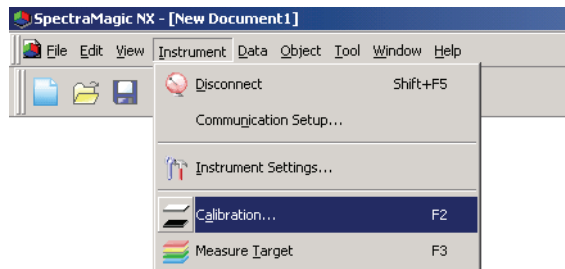 SpectraMagic NX - [New Document1]
File Edit View Instrument Data Object Tool Window Help
Disconnect Shift+F5
Communication Setup...
Instrument Settings...
Calibration... F2
Measure Target F3